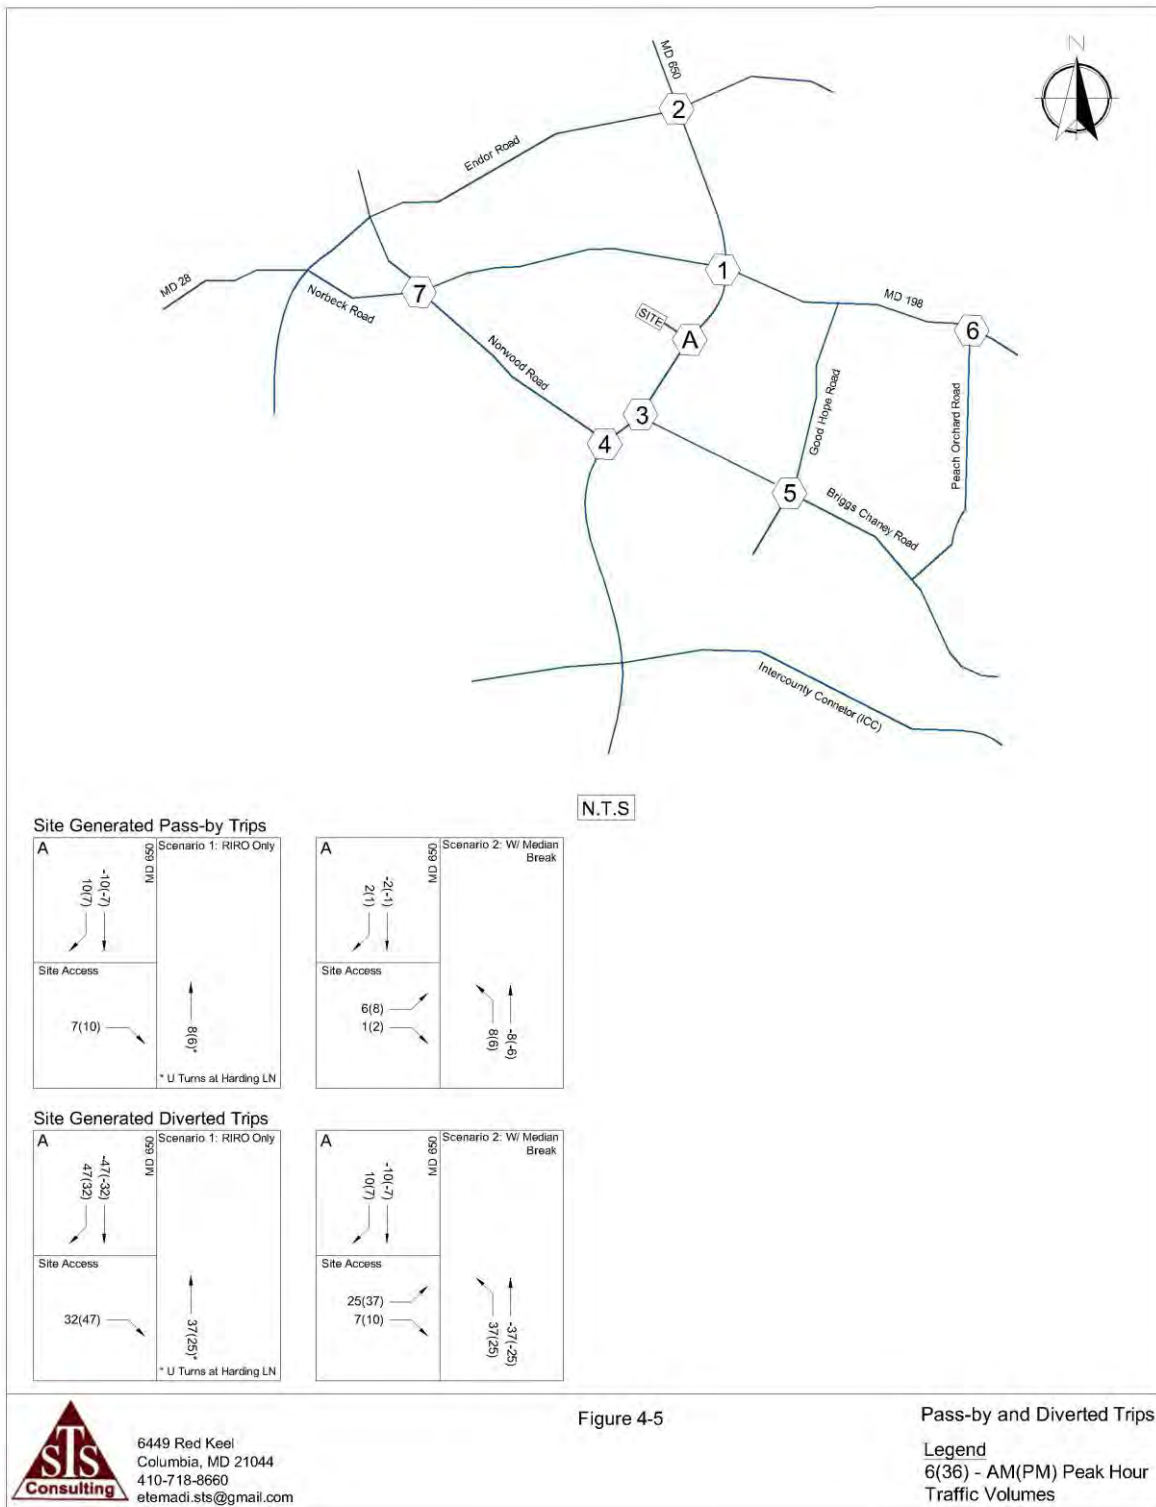 N
MD 650
2
Endor Road
1
MD 28
Norbeck Road
7
MD 198
6
SITE
A
Norwood Road
3
4
Good Hope Road
Peach Orchard Road
5
Briggs Chaney Road
Intercounty Connetor (ICC)
N.T.S
Site Generated Pass-by Trips
A
MD 650
Scenario 1: RIRO Only
-10(-7)
10(7)
Site Access
7(10)
8(6)*
* U Turns at Harding LN
A
MD 650
Scenario 2: W/ Median
Break
-2(-1)
2(1)
Site Access
6(8)
1(2)
8(6)
-8(-6)
Site Generated Diverted Trips
A
MD 650
Scenario 1: RIRO Only
-47(-32)
47(32)
Site Access
32(47)
37(25)*
* U Turns at Harding LN
A
MD 650
Scenario 2: W/ Median
Break
-10(-7)
10(7)
Site Access
25(37)
7(10)
37(25)
-37(-25)
STS
Consulting
6449 Red Keel
Columbia, MD 21044
410-718-8660
etemadi.sts@gmail.com
Figure 4-5
Pass-by and Diverted Trips
Legend
6(36) - AM(PM) Peak Hour
Traffic Volumes